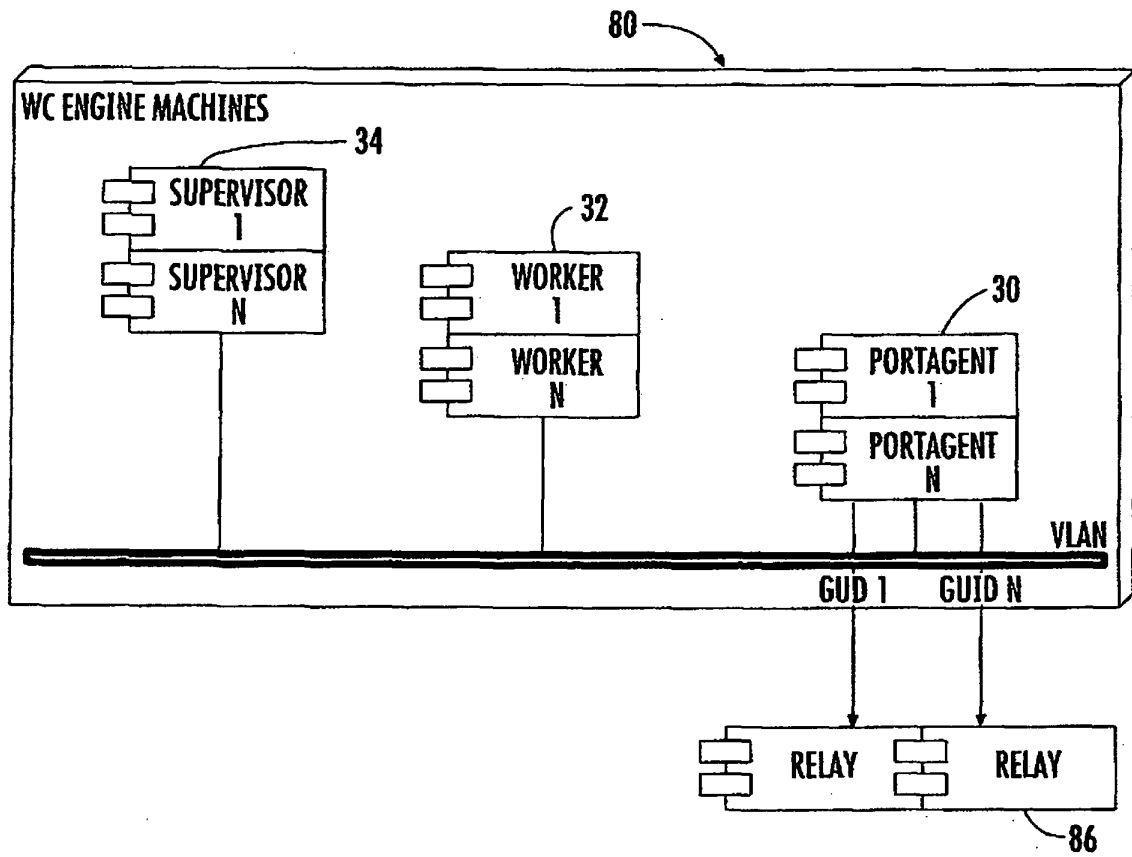 80
WC ENGINE MACHINES
34
SUPERVISOR
1
SUPERVISOR
N
32
WORKER
1
WORKER
N
30
PORTAGENT
1
PORTAGENT
N
VLAN
GUD 1
GUID N
RELAY
RELAY
86